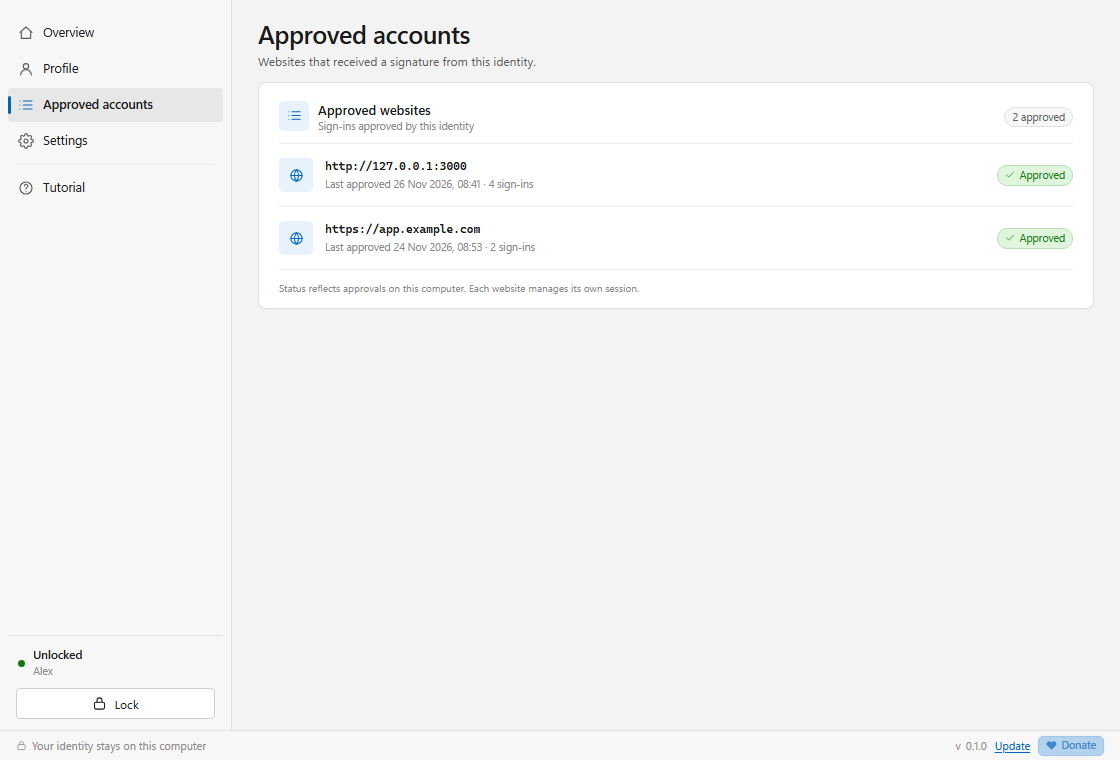 Overview
Profile
Approved accounts
Settings
Tutorial
Unlocked
Alex
Lock
Approved accounts
Websites that received a signature from this identity.
Approved websites
Sign-ins approved by this identity
2 approved
http://127.0.0.1:3000
Last approved 26 Nov 2026, 08:41 · 4 sign-ins
Approved
https://app.example.com
Last approved 24 Nov 2026, 08:53 · 2 sign-ins
Approved
Status reflects approvals on this computer. Each website manages its own session.
Your identity stays on this computer
v 0.1.0 Update Donate